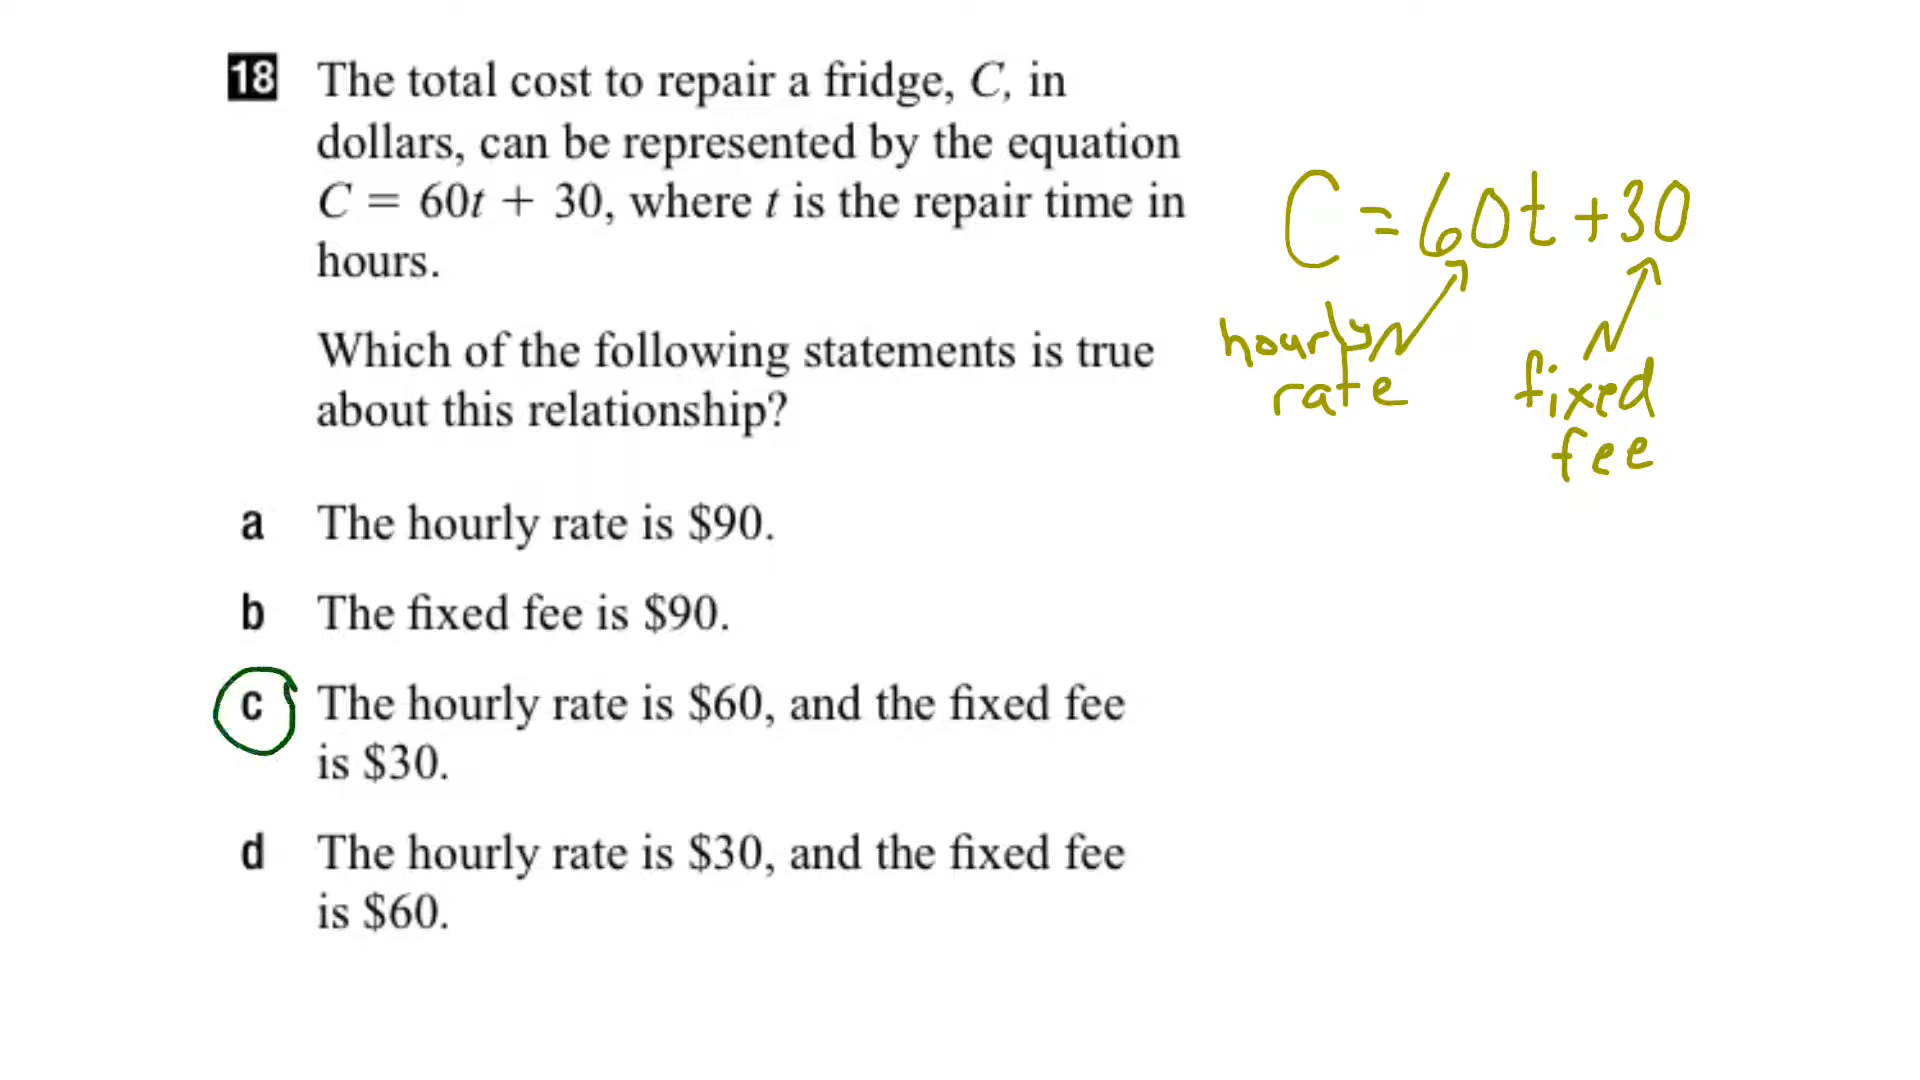 18 The total cost to repair a fridge, C, in
dollars, can be represented by the equation
C = 60t + 30, where t is the repair time in
hours.
Which of the following statements is true
about this relationship?
a The hourly rate is $90.
b The fixed fee is $90.
c The hourly rate is $60, and the fixed fee
is $30.
d The hourly rate is $30, and the fixed fee
is $60.
C = 60t + 30
hourly
rate
fixed
fee